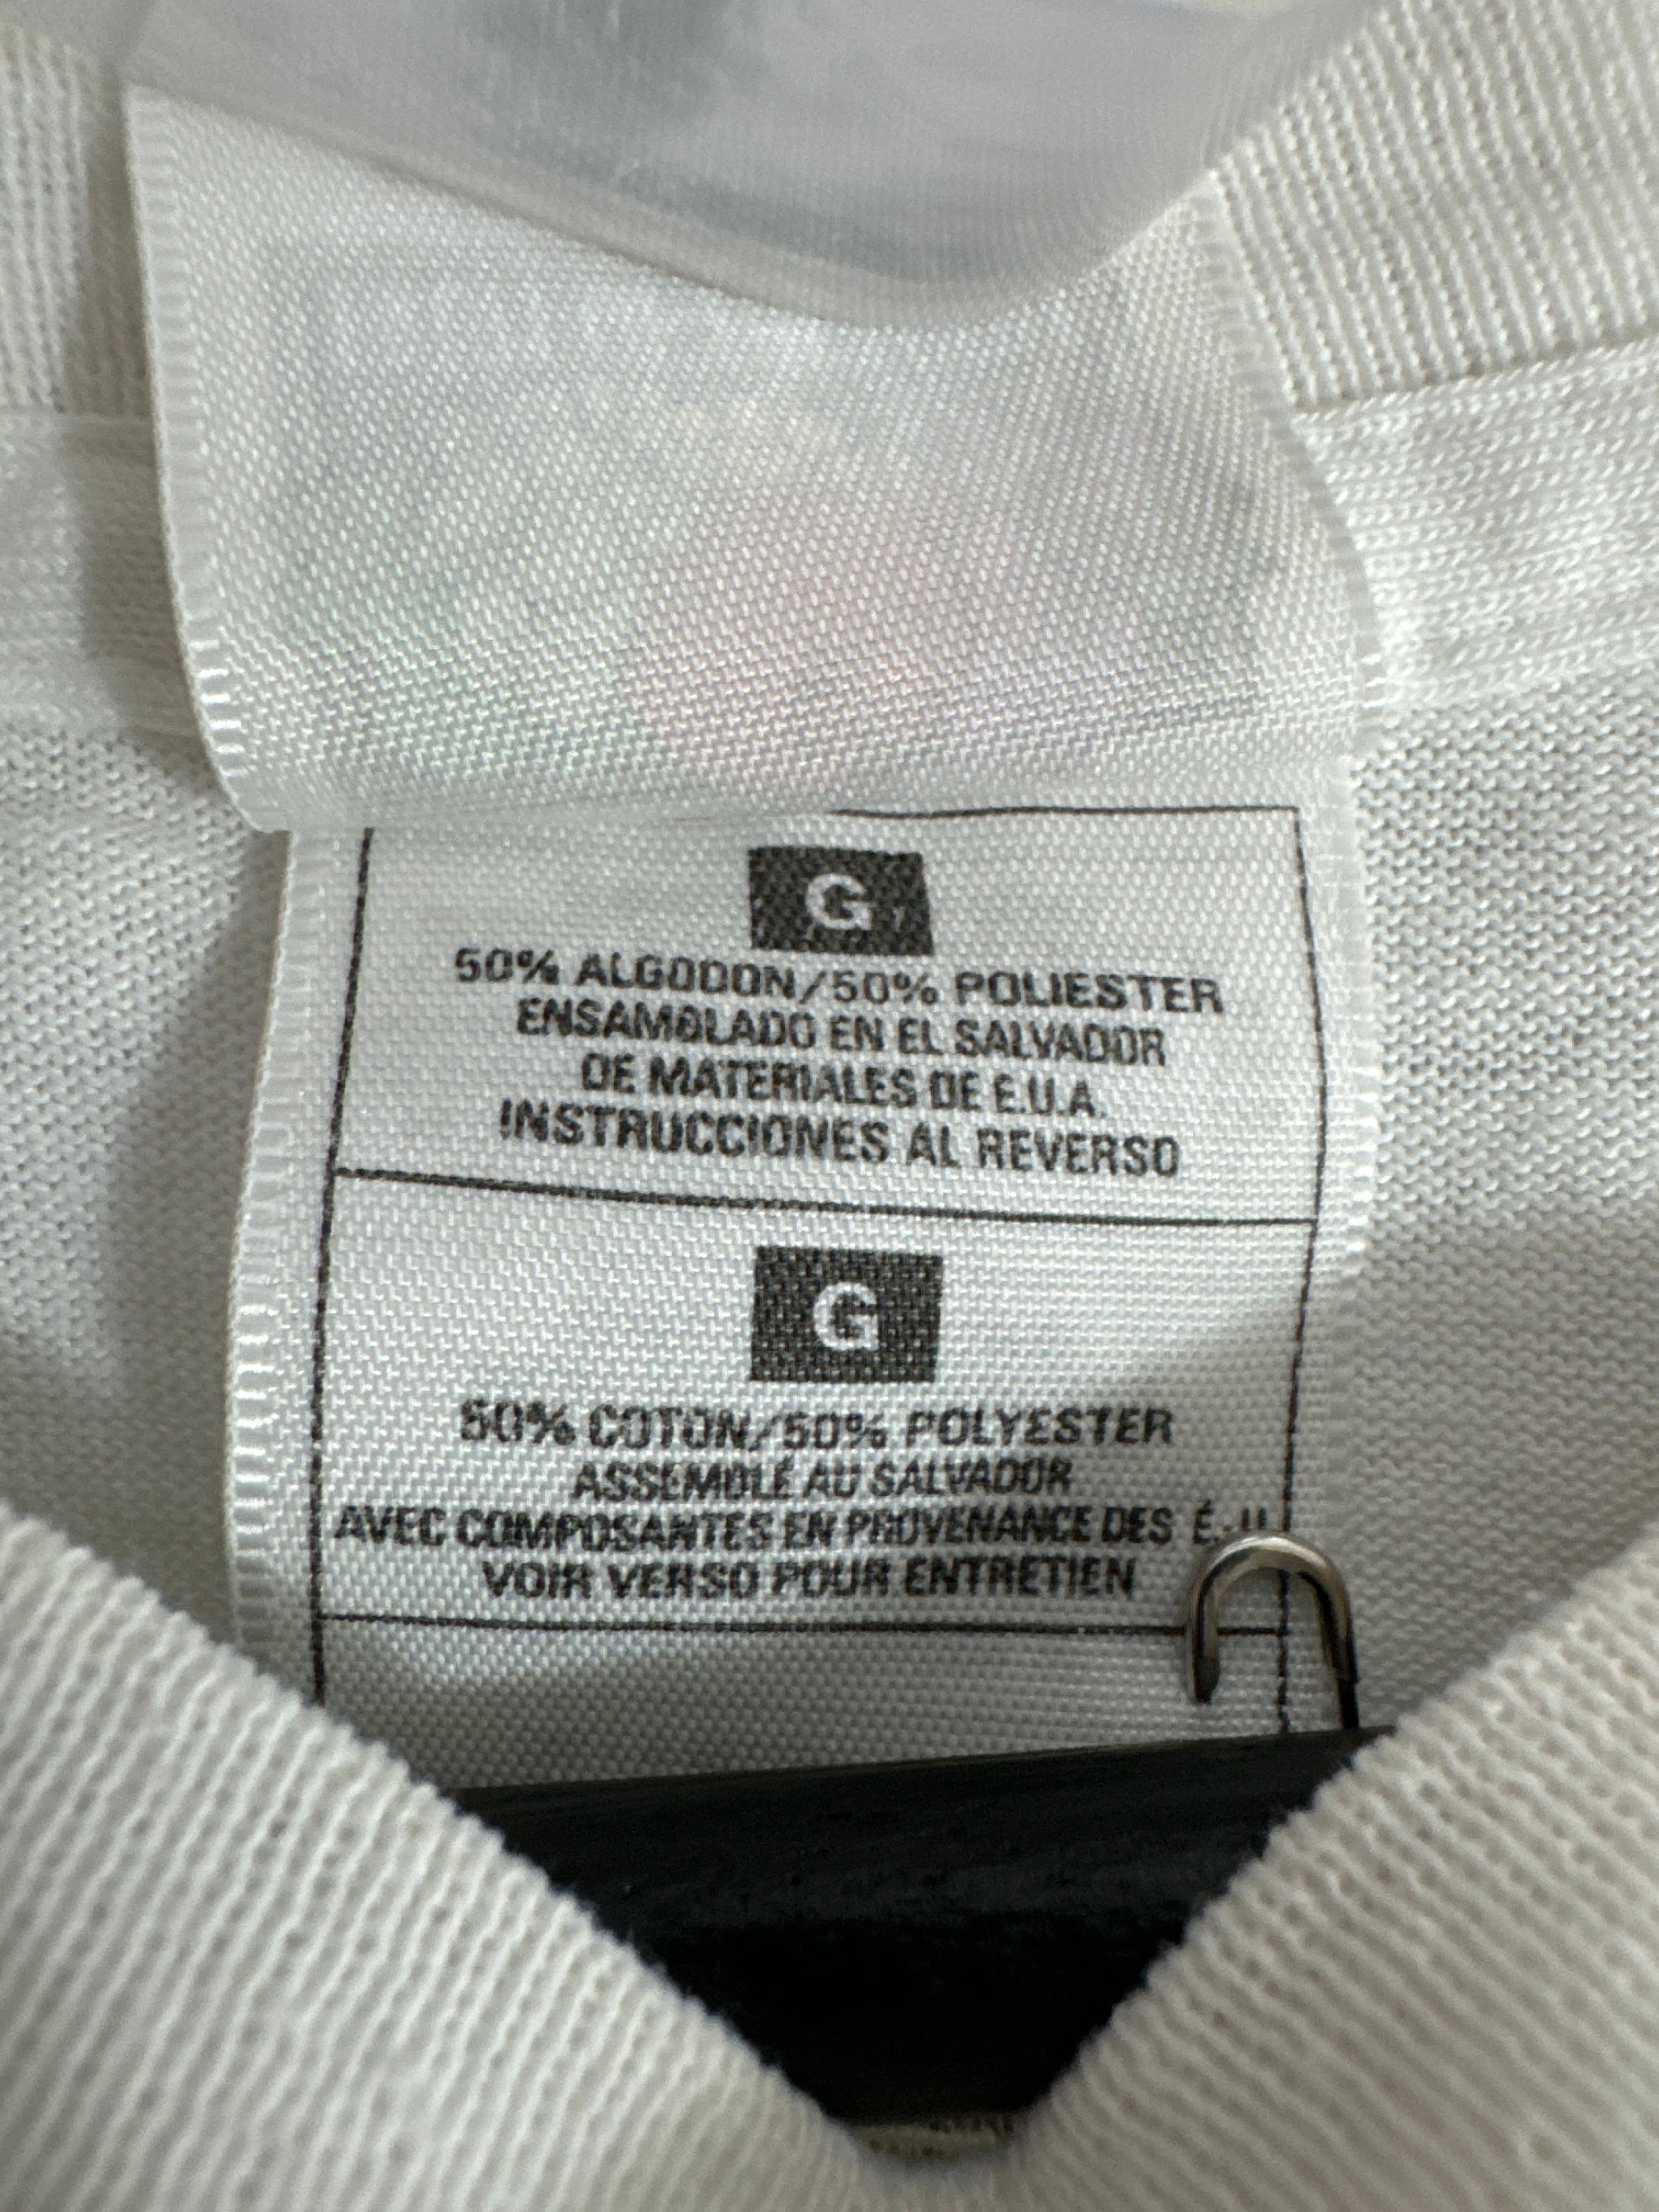 G
50% ALGODON/50% POLIESTER
ENSAMBLADO EN EL SALVADOR
DE MATERIALES DE E.U.A.
INSTRUCCIONES AL REVERSO
G
50% COTON/50% POLYESTER
ASSEMBLÉ AU SALVADOR
AVEC COMPOSANTES EN PROVENANCE DES É.-U
VOIR VERSO POUR ENTRETIEN